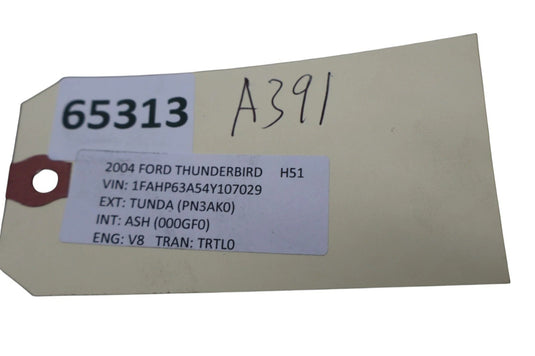 65313
A391
2004 FORD THUNDERBIRD H51
VIN: 1FAHP63A54Y107029
EXT: TUNDA (PN3AK0)
INT: ASH (000GF0)
ENG: V8 TRAN: TRTL0